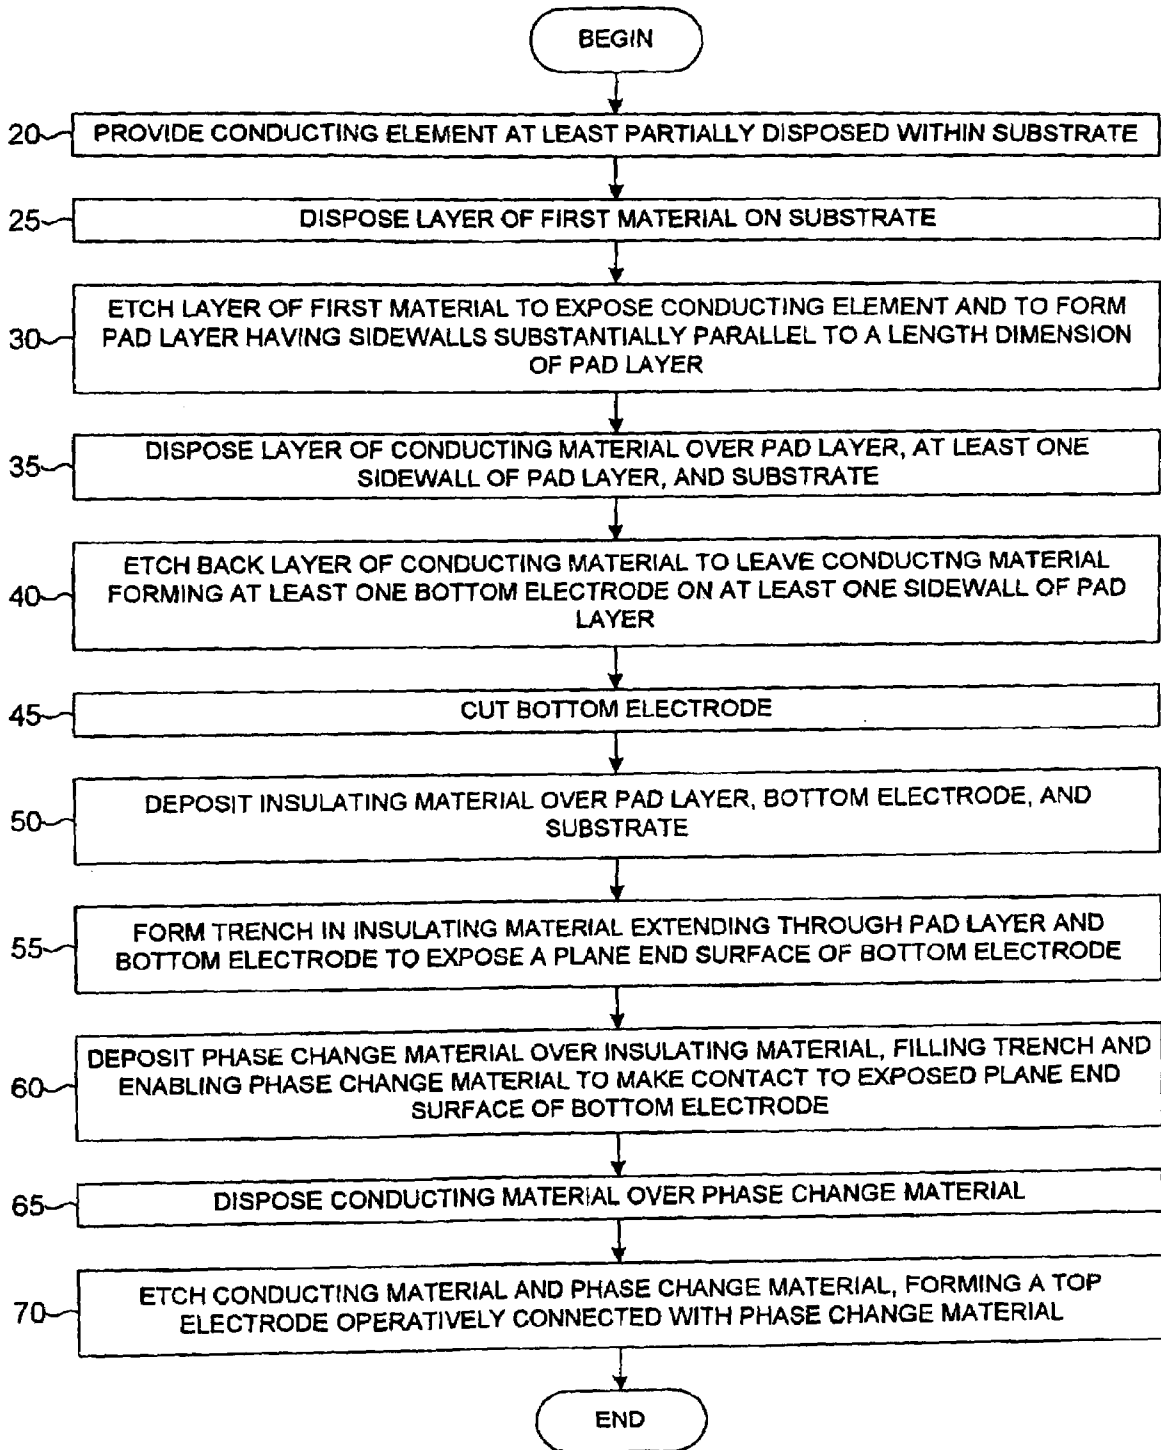 BEGIN
20 PROVIDE CONDUCTING ELEMENT AT LEAST PARTIALLY DISPOSED WITHIN SUBSTRATE
25 DISPOSE LAYER OF FIRST MATERIAL ON SUBSTRATE
ETCH LAYER OF FIRST MATERIAL TO EXPOSE CONDUCTING ELEMENT AND TO FORM
30 PAD LAYER HAVING SIDEWALLS SUBSTANTIALLY PARALLEL TO A LENGTH DIMENSION
OF PAD LAYER
35 DISPOSE LAYER OF CONDUCTING MATERIAL OVER PAD LAYER, AT LEAST ONE
SIDEWALL OF PAD LAYER, AND SUBSTRATE
ETCH BACK LAYER OF CONDUCTING MATERIAL TO LEAVE CONDUCTNG MATERIAL
40 FORMING AT LEAST ONE BOTTOM ELECTRODE ON AT LEAST ONE SIDEWALL OF PAD
LAYER
45 CUT BOTTOM ELECTRODE
50 DEPOSIT INSULATING MATERIAL OVER PAD LAYER, BOTTOM ELECTRODE, AND
SUBSTRATE
55 FORM TRENCH IN INSULATING MATERIAL EXTENDING THROUGH PAD LAYER AND
BOTTOM ELECTRODE TO EXPOSE A PLANE END SURFACE OF BOTTOM ELECTRODE
DEPOSIT PHASE CHANGE MATERIAL OVER INSULATING MATERIAL, FILLING TRENCH AND
60 ENABLING PHASE CHANGE MATERIAL TO MAKE CONTACT TO EXPOSED PLANE END
SURFACE OF BOTTOM ELECTRODE
65 DISPOSE CONDUCTING MATERIAL OVER PHASE CHANGE MATERIAL
70 ETCH CONDUCTING MATERIAL AND PHASE CHANGE MATERIAL, FORMING A TOP
ELECTRODE OPERATIVELY CONNECTED WITH PHASE CHANGE MATERIAL
END